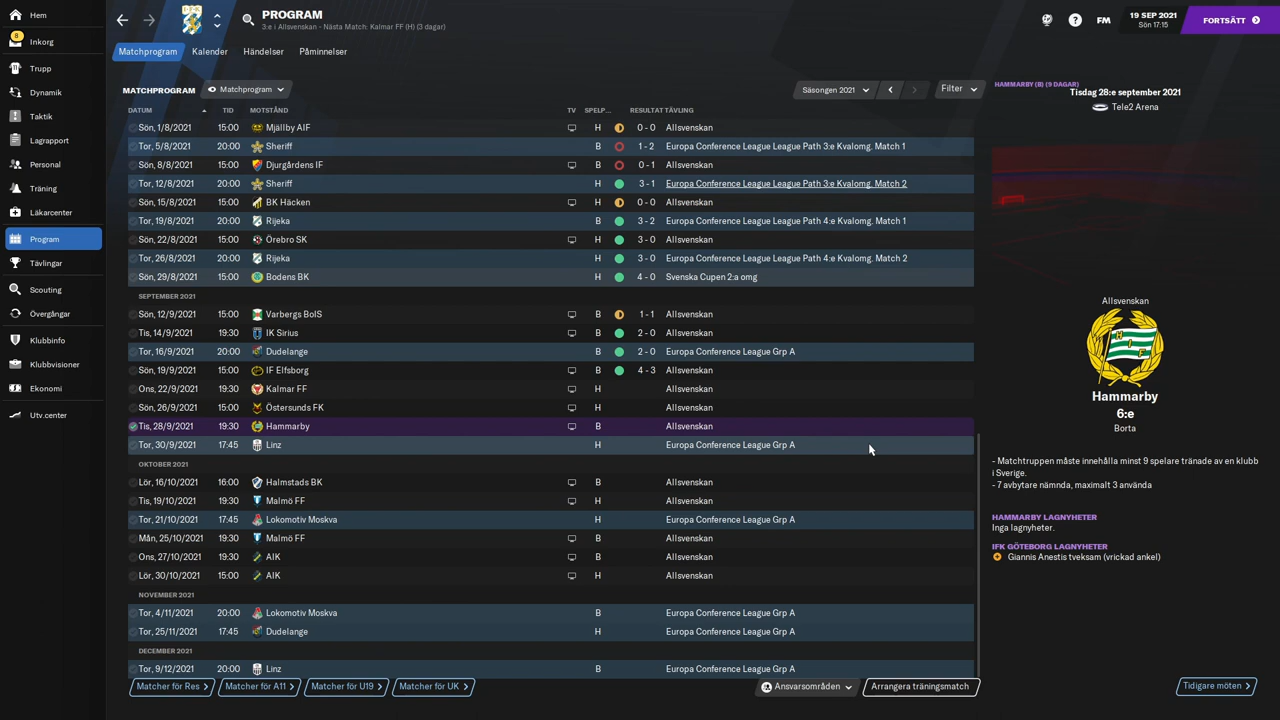 Hem
8
Inkorg
Trupp
Dynamik
Taktik
Lagrapport
Personal
Träning
Läkarcenter
Program
Tävlingar
Scouting
Övergångar
Klubbinfo
Klubbvisioner
Ekonomi
Utv.center
PROGRAM
3:e i Allsvenskan - Nästa Match: Kalmar FF (H) (3 dagar)
FM
19 SEP 2021
Sön 17:15
FORTSÄTT
Matchprogram Kalender Händelser Påminnelser
MATCHPROGRAM Matchprogram Säsongen 2021 Filter
DATUM TID MOTSTÅND TV SPELP... RESULTAT TÄVLING
Sön, 1/8/2021 15:00 Mjällby AIF H 0 - 0 Allsvenskan
Tor, 5/8/2021 20:00 Sheriff B 1 - 2 Europa Conference League League Path 3:e Kvalomg. Match 1
Sön, 8/8/2021 15:00 Djurgårdens IF B 0 - 1 Allsvenskan
Tor, 12/8/2021 20:00 Sheriff H 3 - 1 Europa Conference League League Path 3:e Kvalomg. Match 2
Sön, 15/8/2021 15:00 BK Häcken H 0 - 0 Allsvenskan
Tor, 19/8/2021 20:00 Rijeka B 3 - 2 Europa Conference League League Path 4:e Kvalomg. Match 1
Sön, 22/8/2021 15:00 Örebro SK H 3 - 0 Allsvenskan
Tor, 26/8/2021 20:00 Rijeka H 3 - 0 Europa Conference League League Path 4:e Kvalomg. Match 2
Sön, 29/8/2021 15:00 Bodens BK H 4 - 0 Svenska Cupen 2:a omg
SEPTEMBER 2021
Sön, 12/9/2021 15:00 Varbergs BoIS B 1 - 1 Allsvenskan
Tis, 14/9/2021 19:30 IK Sirius B 2 - 0 Allsvenskan
Tor, 16/9/2021 20:00 Dudelange B 2 - 0 Europa Conference League Grp A
Sön, 19/9/2021 15:00 IF Elfsborg B 4 - 3 Allsvenskan
Ons, 22/9/2021 19:30 Kalmar FF H Allsvenskan
Sön, 26/9/2021 15:00 Östersunds FK H Allsvenskan
Tis, 28/9/2021 19:30 Hammarby B Allsvenskan
Tor, 30/9/2021 17:45 Linz H Europa Conference League Grp A
OKTOBER 2021
Lör, 16/10/2021 16:00 Halmstads BK B Allsvenskan
Tis, 19/10/2021 19:30 Malmö FF H Allsvenskan
Tor, 21/10/2021 17:45 Lokomotiv Moskva H Europa Conference League Grp A
Mån, 25/10/2021 19:30 Malmö FF B Allsvenskan
Ons, 27/10/2021 19:30 AIK B Allsvenskan
Lör, 30/10/2021 15:00 AIK H Allsvenskan
NOVEMBER 2021
Tor, 4/11/2021 20:00 Lokomotiv Moskva B Europa Conference League Grp A
Tor, 25/11/2021 17:45 Dudelange H Europa Conference League Grp A
DECEMBER 2021
Tor, 9/12/2021 20:00 Linz B Europa Conference League Grp A
Matcher för Res Matcher för A11 Matcher för U19 Matcher för UK Ansvarsområden Arrangera träningsmatch
HAMMARBY (B) (9 DAGAR)
Tisdag 28:e september 2021
Tele2 Arena
Allsvenskan
H I F
Hammarby
6:e
Borta
- Matchtruppen måste innehålla minst 9 spelare tränade av en klubb
i Sverige.
- 7 avbytare nämnda, maximalt 3 använda
HAMMARBY LAGNYHETER
Inga lagnyheter.
IFK GÖTEBORG LAGNYHETER
Giannis Anestis tveksam (vrickad ankel)
Tidigare möten